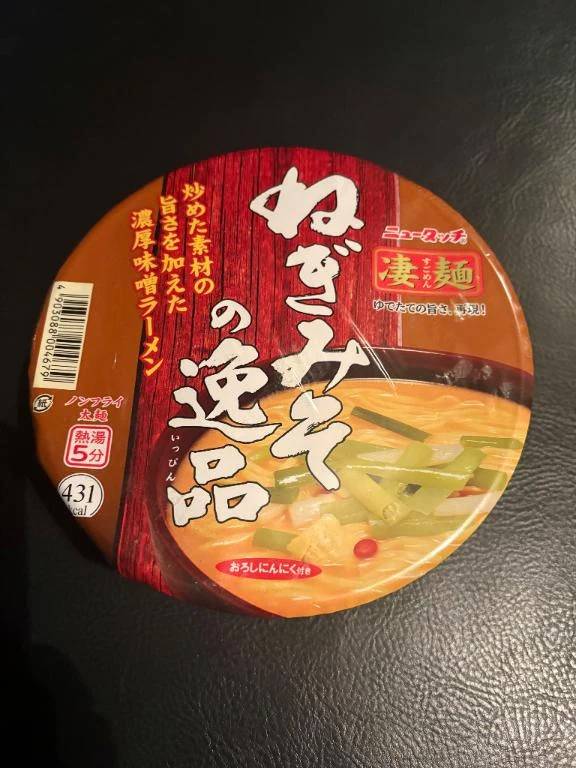 ニュータッチ
凄麺
すごめん
ゆでたての旨さ、再現!
ねぎみそ
の逸品
いっぴん
炒めた素材の
旨さを加えた
濃厚味噌ラーメン
4903088004679
紙
ノンフライ
太麺
熱湯
5分
431
kcal
おろしにんにく付き